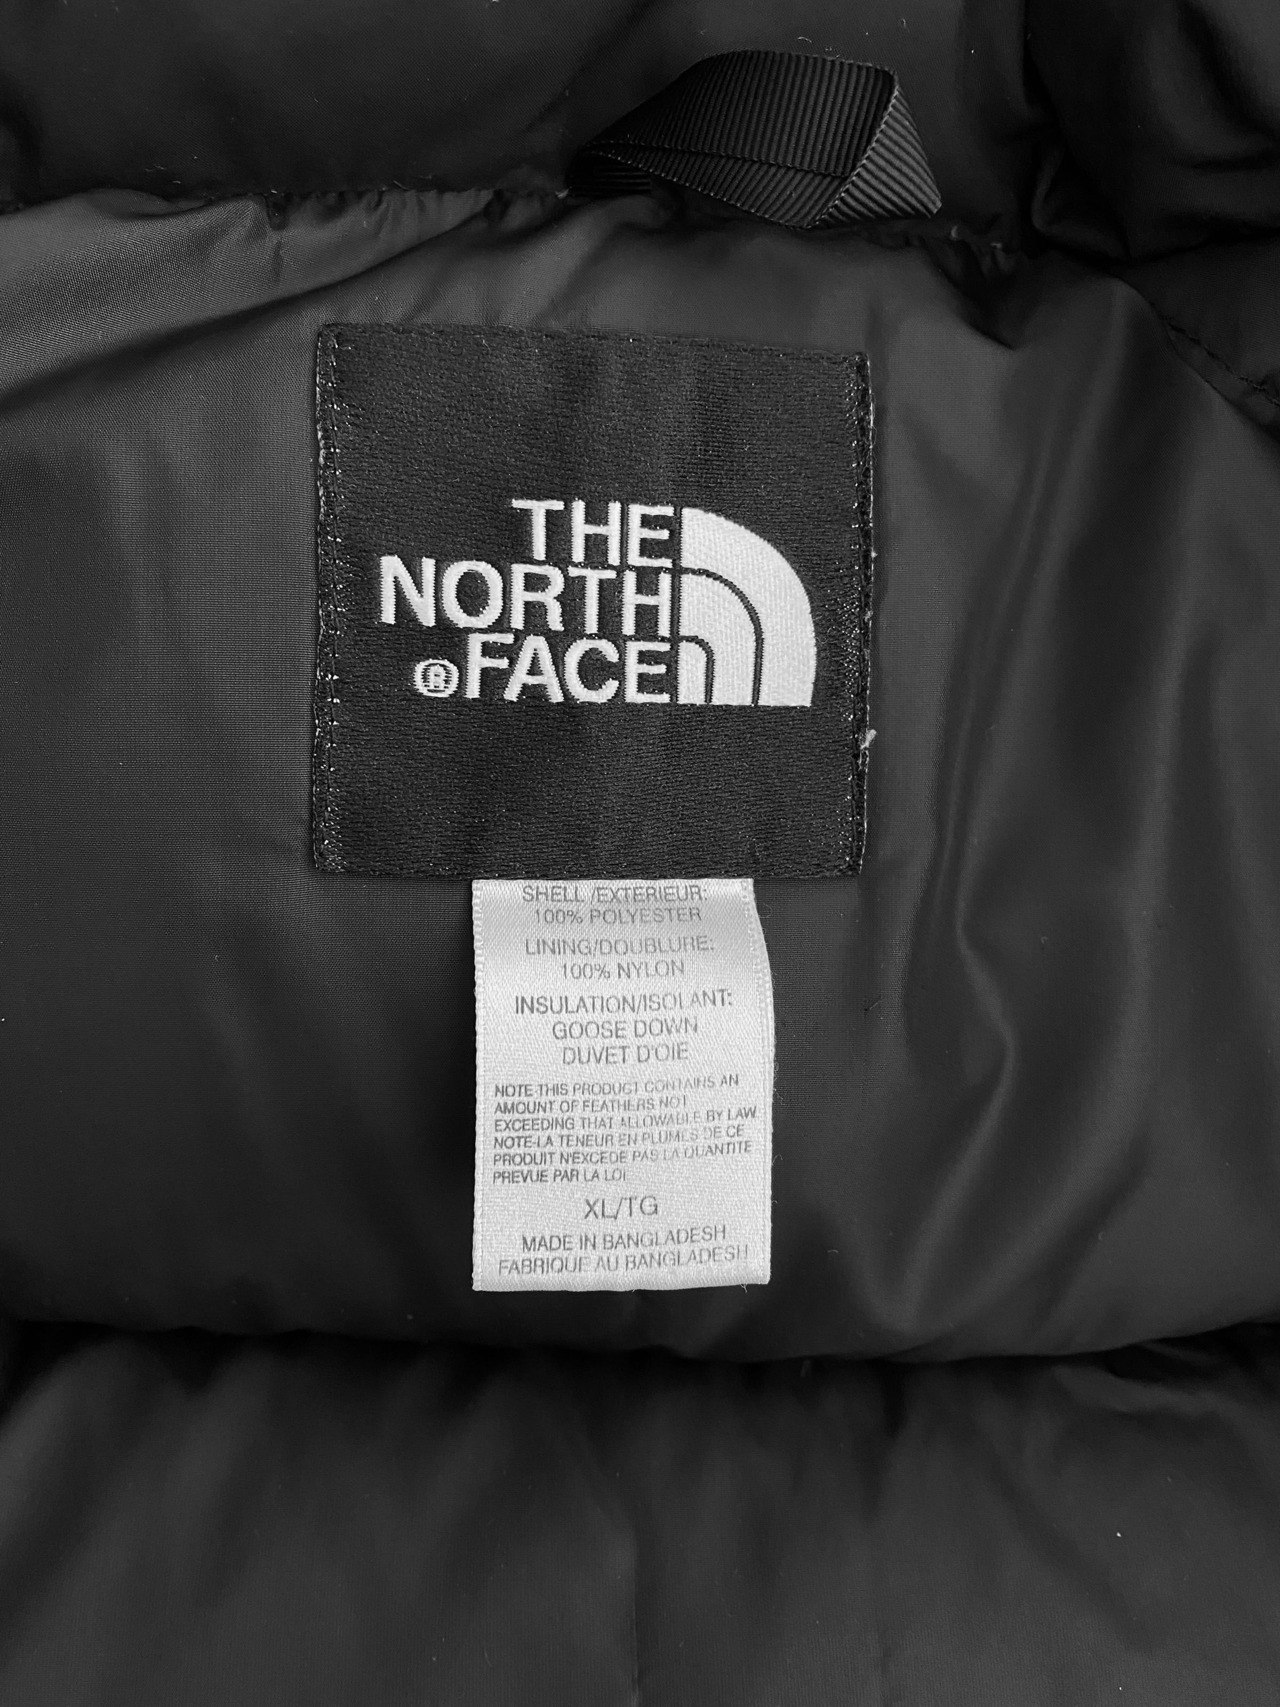 THE
NORTH
®FACE
SHELL/EXTERIEUR:
100% POLYESTER
LINING/DOUBLURE:
100% NYLON
INSULATION/ISOLANT:
GOOSE DOWN
DUVET D'OIE
NOTE-THIS PRODUCT CONTAINS AN
AMOUNT OF FEATHERS NOT
EXCEEDING THAT ALLOWABLE BY LAW
NOTE-LA TENEUR EN PLUMES DE CE
PRODUIT N'EXCEDE PAS LA QUANTITE
PREVUE PAR LA LOI
XL/TG
MADE IN BANGLADESH
FABRIQUE AU BANGLADESH